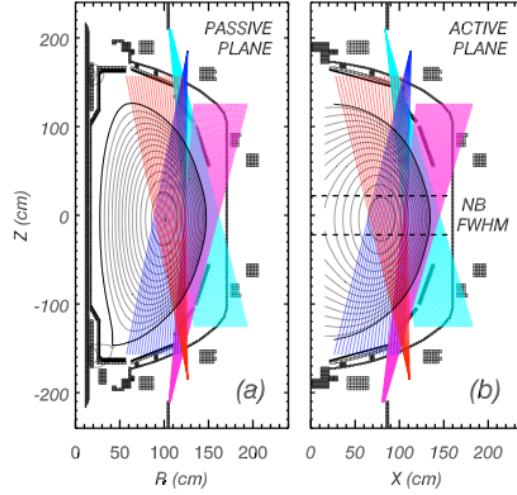 PASSIVE
PLANE
ACTIVE
PLANE
200
100
0
-100
-200
Z (cm)
NB
FWHM
(a)
(b)
0 50 100 150 200
0 50 100 150 200
R (cm)
X (cm)